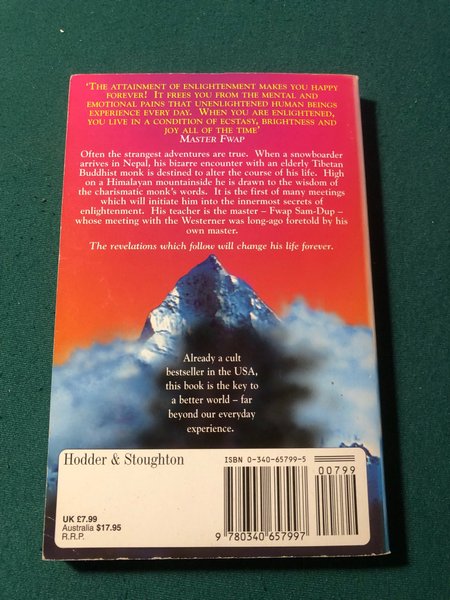 ‘THE ATTAINMENT OF ENLIGHTENMENT MAKES YOU HAPPY
FOREVER! IT FREES YOU FROM THE MENTAL AND
EMOTIONAL PAINS THAT UNENLIGHTENED HUMAN BEINGS
EXPERIENCE EVERY DAY. WHEN YOU ARE ENLIGHTENED,
YOU LIVE IN A CONDITION OF ECSTASY, BRIGHTNESS AND
JOY ALL OF THE TIME’
MASTER FWAP
Often the strangest adventures are true. When a snowboarder
arrives in Nepal, his bizarre encounter with an elderly Tibetan
Buddhist monk is destined to alter the course of his life. High
on a Himalayan mountainside he is drawn to the wisdom of
the charismatic monk's words. It is the first of many meetings
which will initiate him into the innermost secrets of
enlightenment. His teacher is the master – Fwap Sam-Dup –
whose meeting with the Westerner was long-ago foretold by his
own master.
The revelations which follow will change his life forever.
Already a cult
bestseller in the USA,
this book is the key to
a better world – far
beyond our everyday
experience.
Hodder & Stoughton
ISBN 0-340-65799-5
00799
UK £7.99
Australia $17.95
R.R.P.
9 780340 657997